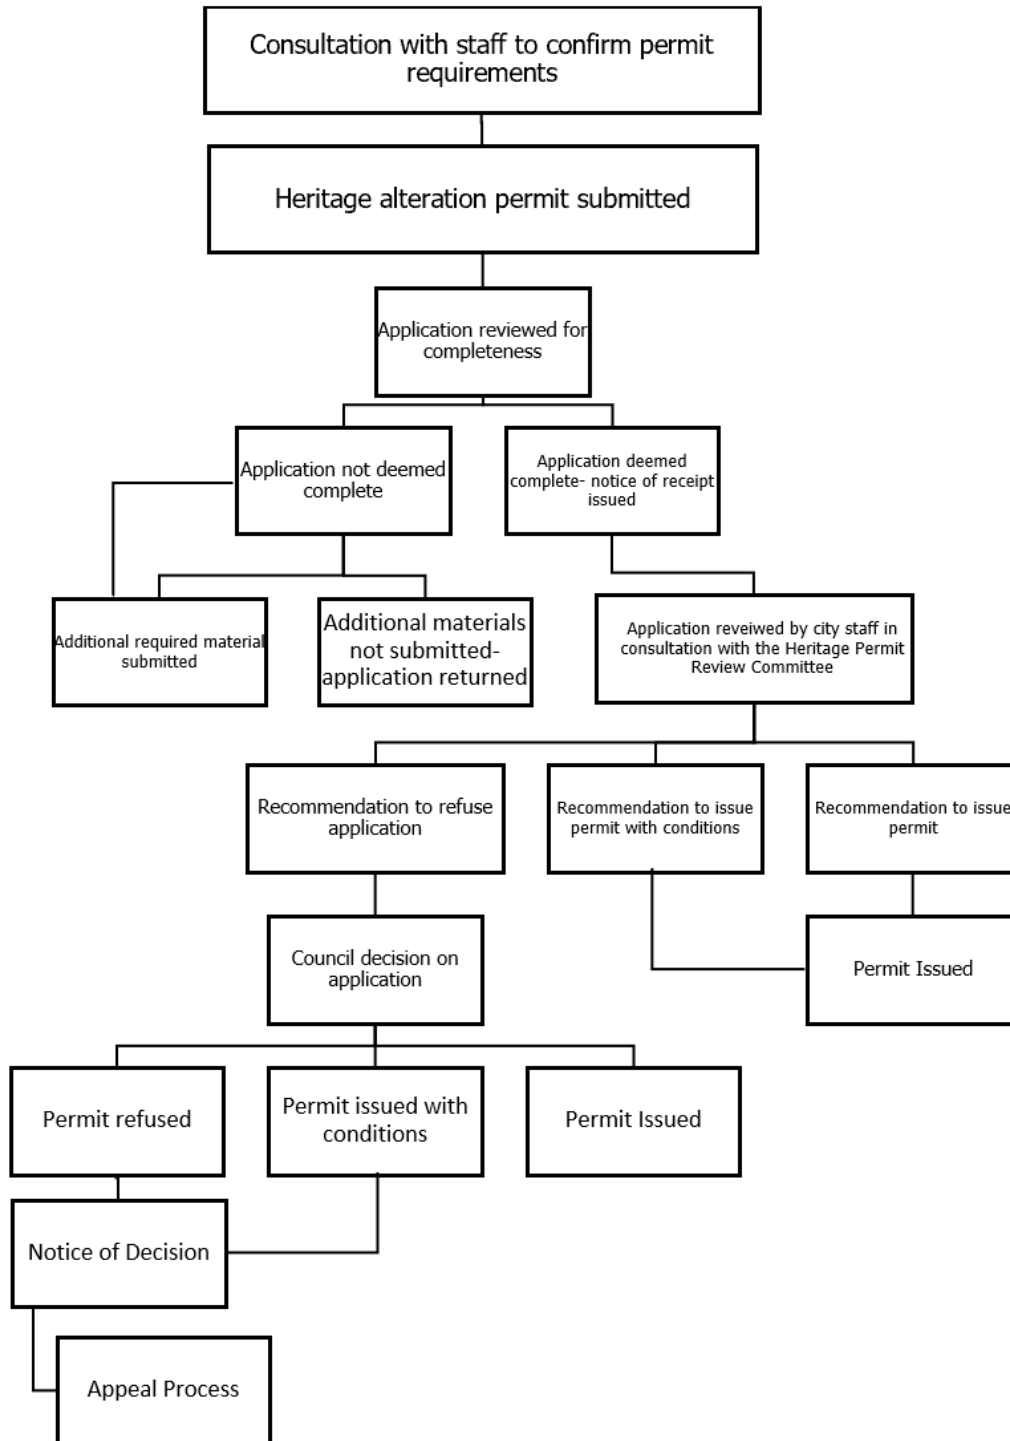 Consultation with staff to confirm permit
requirements
Heritage alteration permit submitted
Application reviewed for
completeness
Application not deemed
complete
Application deemed
complete- notice of receipt
issued
Additional required material
submitted
Additional materials
not submitted-
application returned
Application reveiwed by city staff in
consultation with the Heritage Permit
Review Committee
Recommendation to refuse
application
Recommendation to issue
permit with conditions
Recommendation to issue
permit
Council decision on
application
Permit Issued
Permit refused
Permit issued with
conditions
Permit Issued
Notice of Decision
Appeal Process